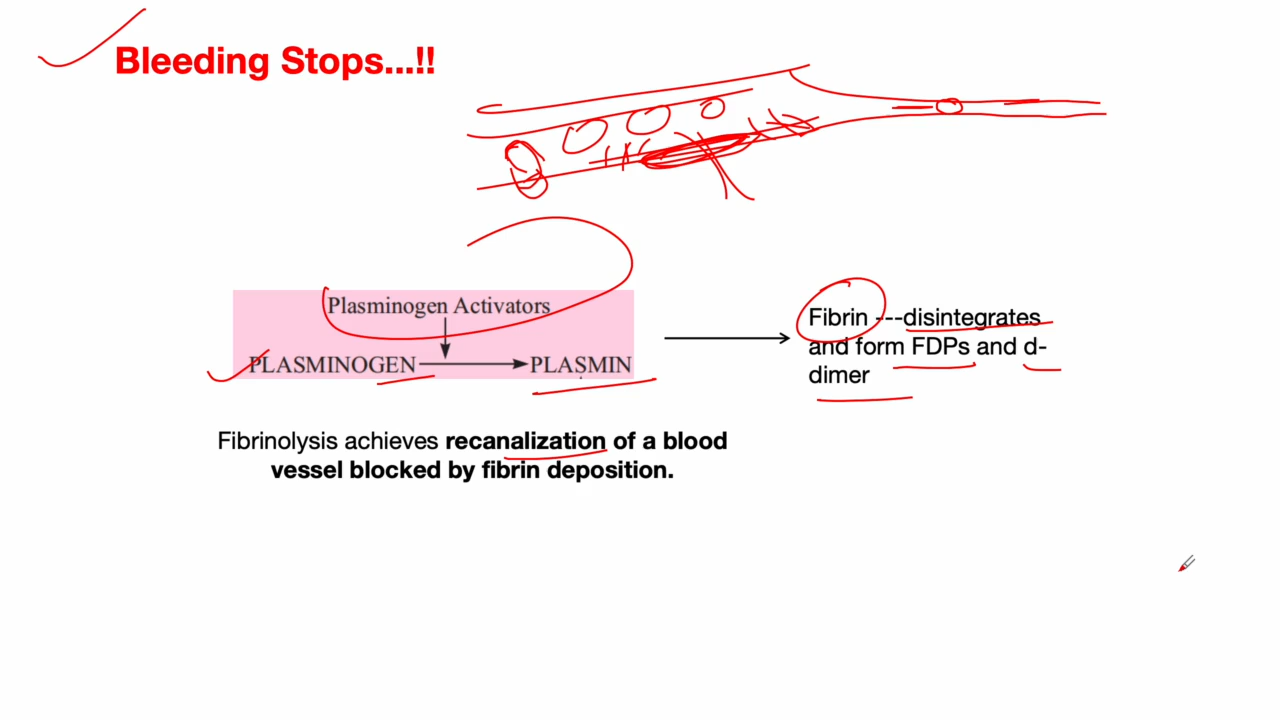 Bleeding Stops...!!
Plasminogen Activators
PLASMINOGEN PLASMIN
Fibrin ---disintegrates
and form FDPs and d-
dimer
Fibrinolysis achieves recanalization of a blood
vessel blocked by fibrin deposition.